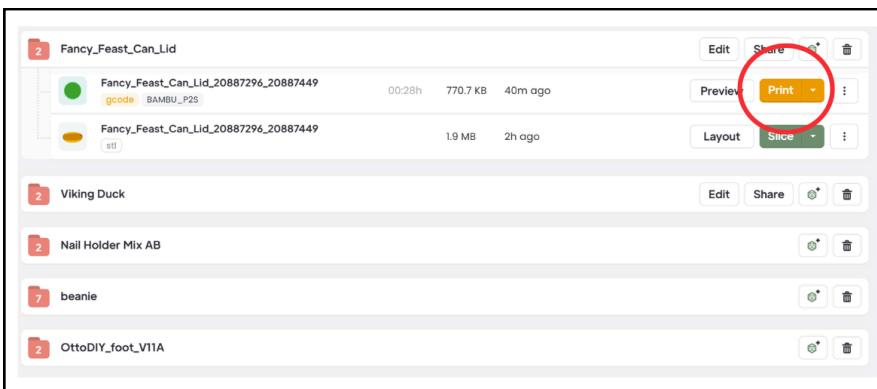 2 Fancy_Feast_Can_Lid Edit Share
Fancy_Feast_Can_Lid_20887296_20887449
gcode BAMBU_P2S 00:28h 770.7 KB 40m ago Preview Print
Fancy_Feast_Can_Lid_20887296_20887449
stl 1.9 MB 2h ago Layout Slice
2 Viking Duck Edit Share
2 Nail Holder Mix AB
7 beanie
2 OttoDIY_foot_V11A